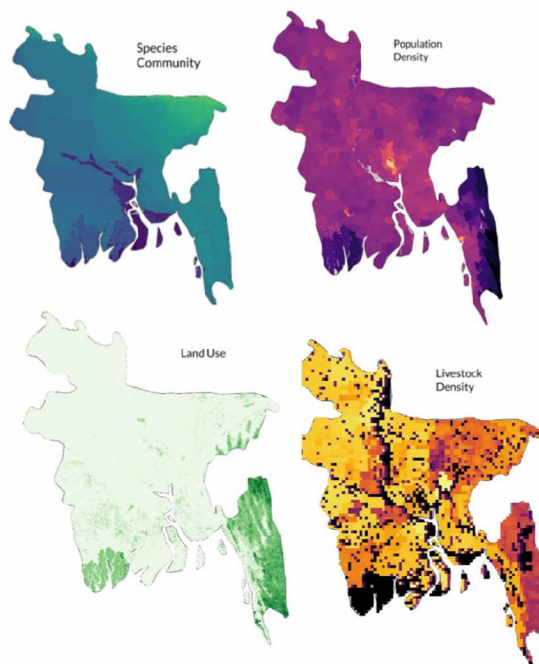 Species
Community
Population
Density
Land Use
Livestock
Density